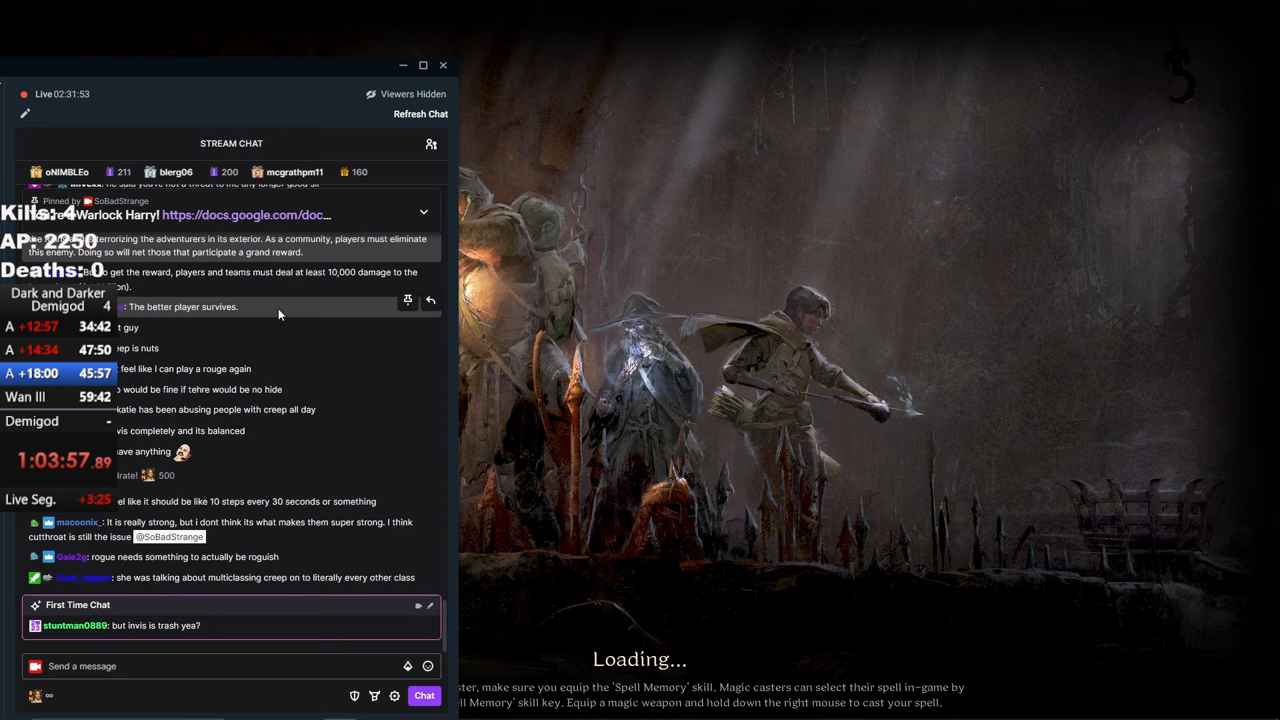 Live 02:31:53
Viewers Hidden
Refresh Chat
STREAM CHAT
oNIMBLEo 211 blerg06 200 mcgrathpm11 160
Pinned by SoBadStrange
Warlock Harry! https://docs.google.com/doc...
Kills: 4
AP: 2250
Deaths: 0
terrorizing the adventurers in its exterior. As a community, players must eliminate
this enemy. Doing so will net those that participate a grand reward.
to get the reward, players and teams must deal at least 10,000 damage to the
: The better player survives.
t guy
eep is nuts
feel like I can play a rouge again
would be fine if tehre would be no hide
katie has been abusing people with creep all day
vis completely and its balanced
have anything
drate! 500
el like it should be like 10 steps every 30 seconds or something
macoonix_: It is really strong, but i dont think its what makes them super strong. I think
cutthroat is still the issue @SoBadStrange
Gale2g: rogue needs something to actually be roguish
: she was talking about multiclassing creep on to literally every other class
First Time Chat
stuntman0889: but invis is trash yea?
Send a message
Chat
Dark and Darker
Demigod 4
A +12:57 34:42
A +14:34 47:50
A +18:00 45:57
Wan III 59:42
Demigod -
1:03:57.89
Live Seg. +3:25
Loading...
ster, make sure you equip the 'Spell Memory' skill. Magic casters can select their spell in-game by
ell Memory' skill key. Equip a magic weapon and hold down the right mouse to cast your spell.